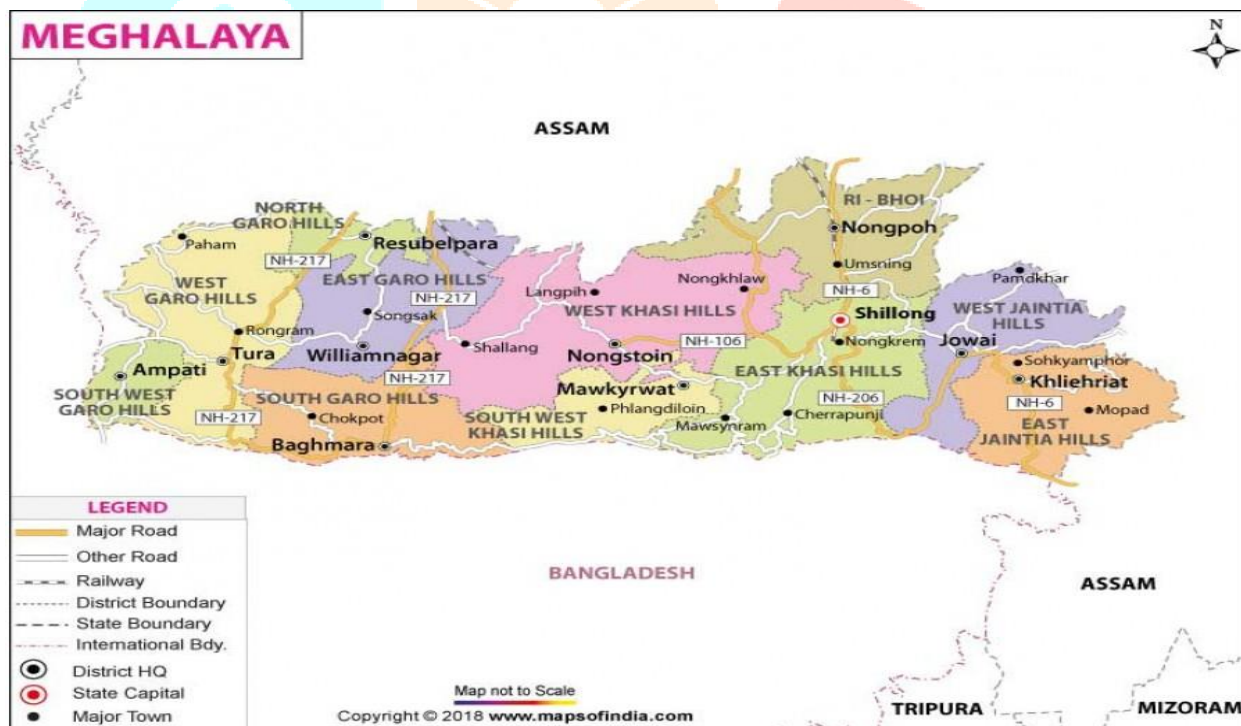 MEGHALAYA
N
ASSAM
NORTH
GARO HILLS
RI - BHOI
Paham
Resubelpara
Nongpoh
NH-217
WEST
GARO HILLS
EAST GARO HILLS
Umsning
Pamdkhar
Langpih
Nongkhlaw
NH-217
NH-6
WEST KHASI HILLS
WEST JAINTIA
HILLS
Songsak
Shillong
Rongram
Shallang
Nongstoin
NH-106
Nongkrem
Jowai
Tura
Williamnagar
Ampati
Sohkyamphor
EAST KHASI HILLS
Khliehriat
NH-217
Mawkyrwat
SOUTH WEST
GARO HILLS
SOUTH GARO HILLS
NH-206
NH-6
Phlangdiloin
Mopad
NH-217
Chokpot
SOUTH WEST
KHASI HILLS
Mawsynram
Cherrapunji
EAST
JAINTIA HILLS
Baghmara
LEGEND
Major Road
Other Road
Railway
District Boundary
State Boundary
International Bdy.
District HQ
State Capital
Major Town
BANGLADESH
ASSAM
Map not to Scale
Copyright © 2018 www.mapsofindia.com
TRIPURA
MIZORAM